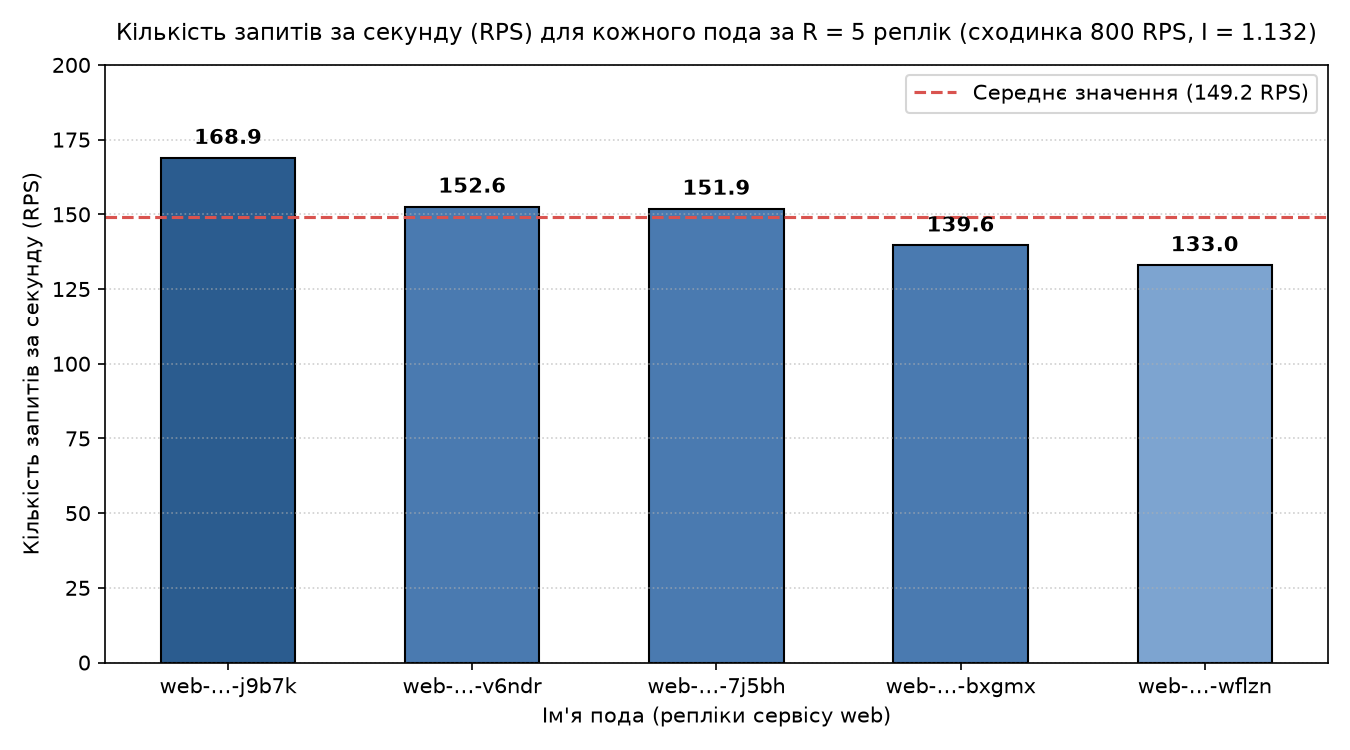 Кількість запитів за секунду (RPS) для кожного пода за R = 5 реплік (сходинка 800 RPS, I = 1.132)
Середнє значення (149.2 RPS)
Кількість запитів за секунду (RPS)
200
175
150
125
100
75
50
25
0
168.9
152.6
151.9
139.6
133.0
web-...-j9b7k
web-...-v6ndr
web-...-7j5bh
web-...-bxgmx
web-...-wflzn
Ім'я пода (репліки сервісу web)